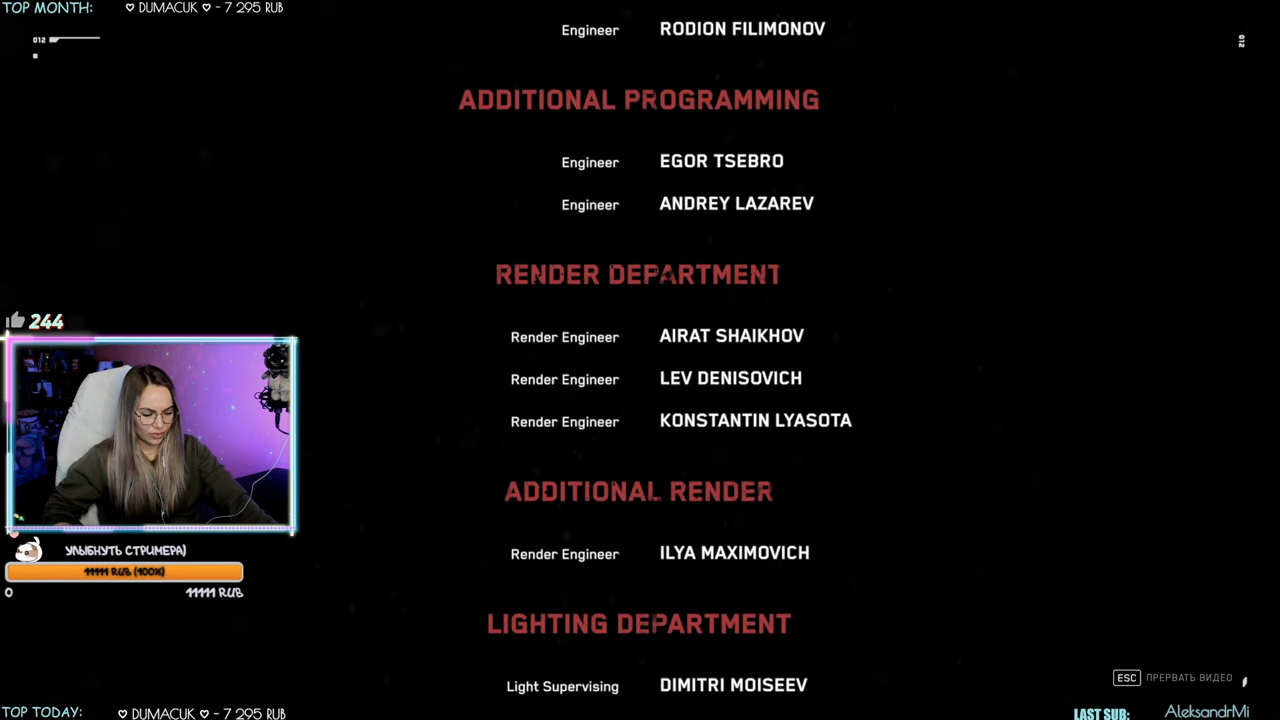 TOP MONTH: ♡ DUMACUK ♡ - 7 295 RUB
012
012
Engineer RODION FILIMONOV
ADDITIONAL PROGRAMMING
Engineer EGOR TSEBRO
Engineer ANDREY LAZAREV
RENDER DEPARTMENT
244
Render Engineer AIRAT SHAIKHOV
Render Engineer LEV DENISOVICH
Render Engineer KONSTANTIN LYASOTA
ADDITIONAL RENDER
Render Engineer ILYA MAXIMOVICH
УЛЫБНУТЬ СТРИМЕРА)
11111 RUB (100%)
0 11111 RUB
LIGHTING DEPARTMENT
Light Supervising DIMITRI MOISEEV
ESC ПРЕРВАТЬ ВИДЕО
TOP TODAY: ♡ DUMACUK ♡ - 7 295 RUB
LAST SUB: AleksandrMi